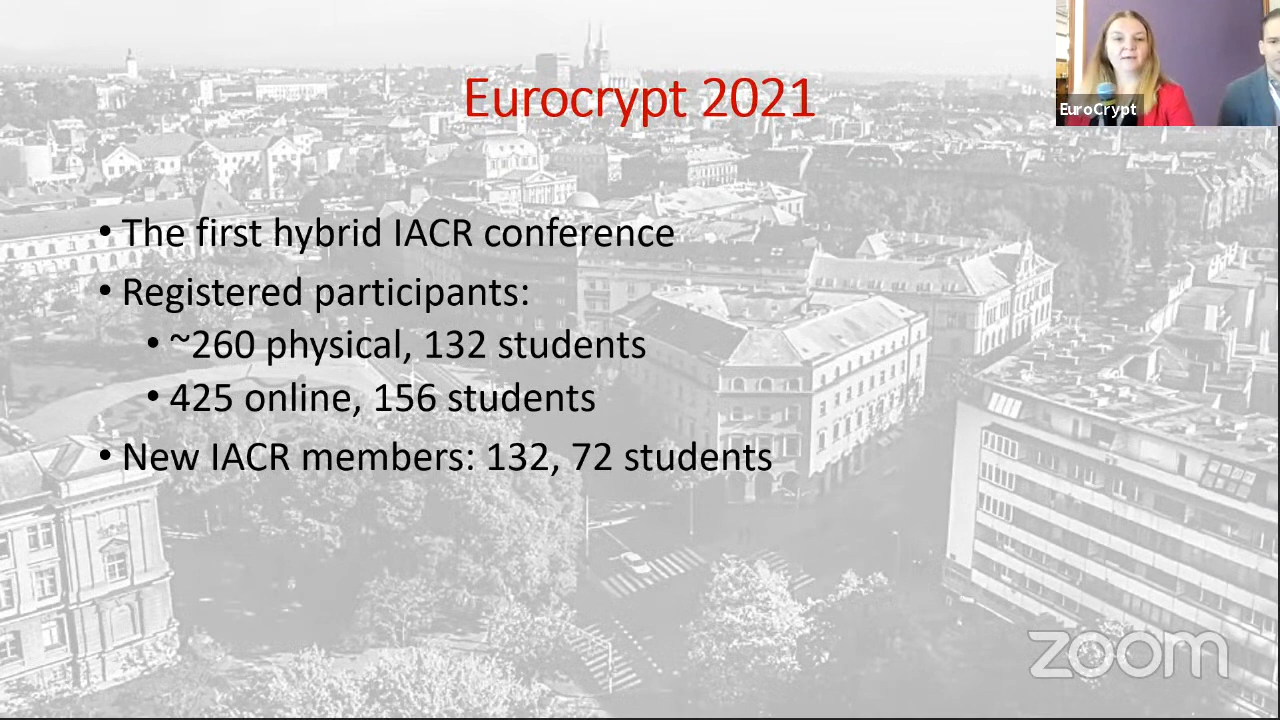 Eurocrypt 2021
EuroCrypt
• The first hybrid IACR conference
• Registered participants:
• ~260 physical, 132 students
• 425 online, 156 students
• New IACR members: 132, 72 students
zoom